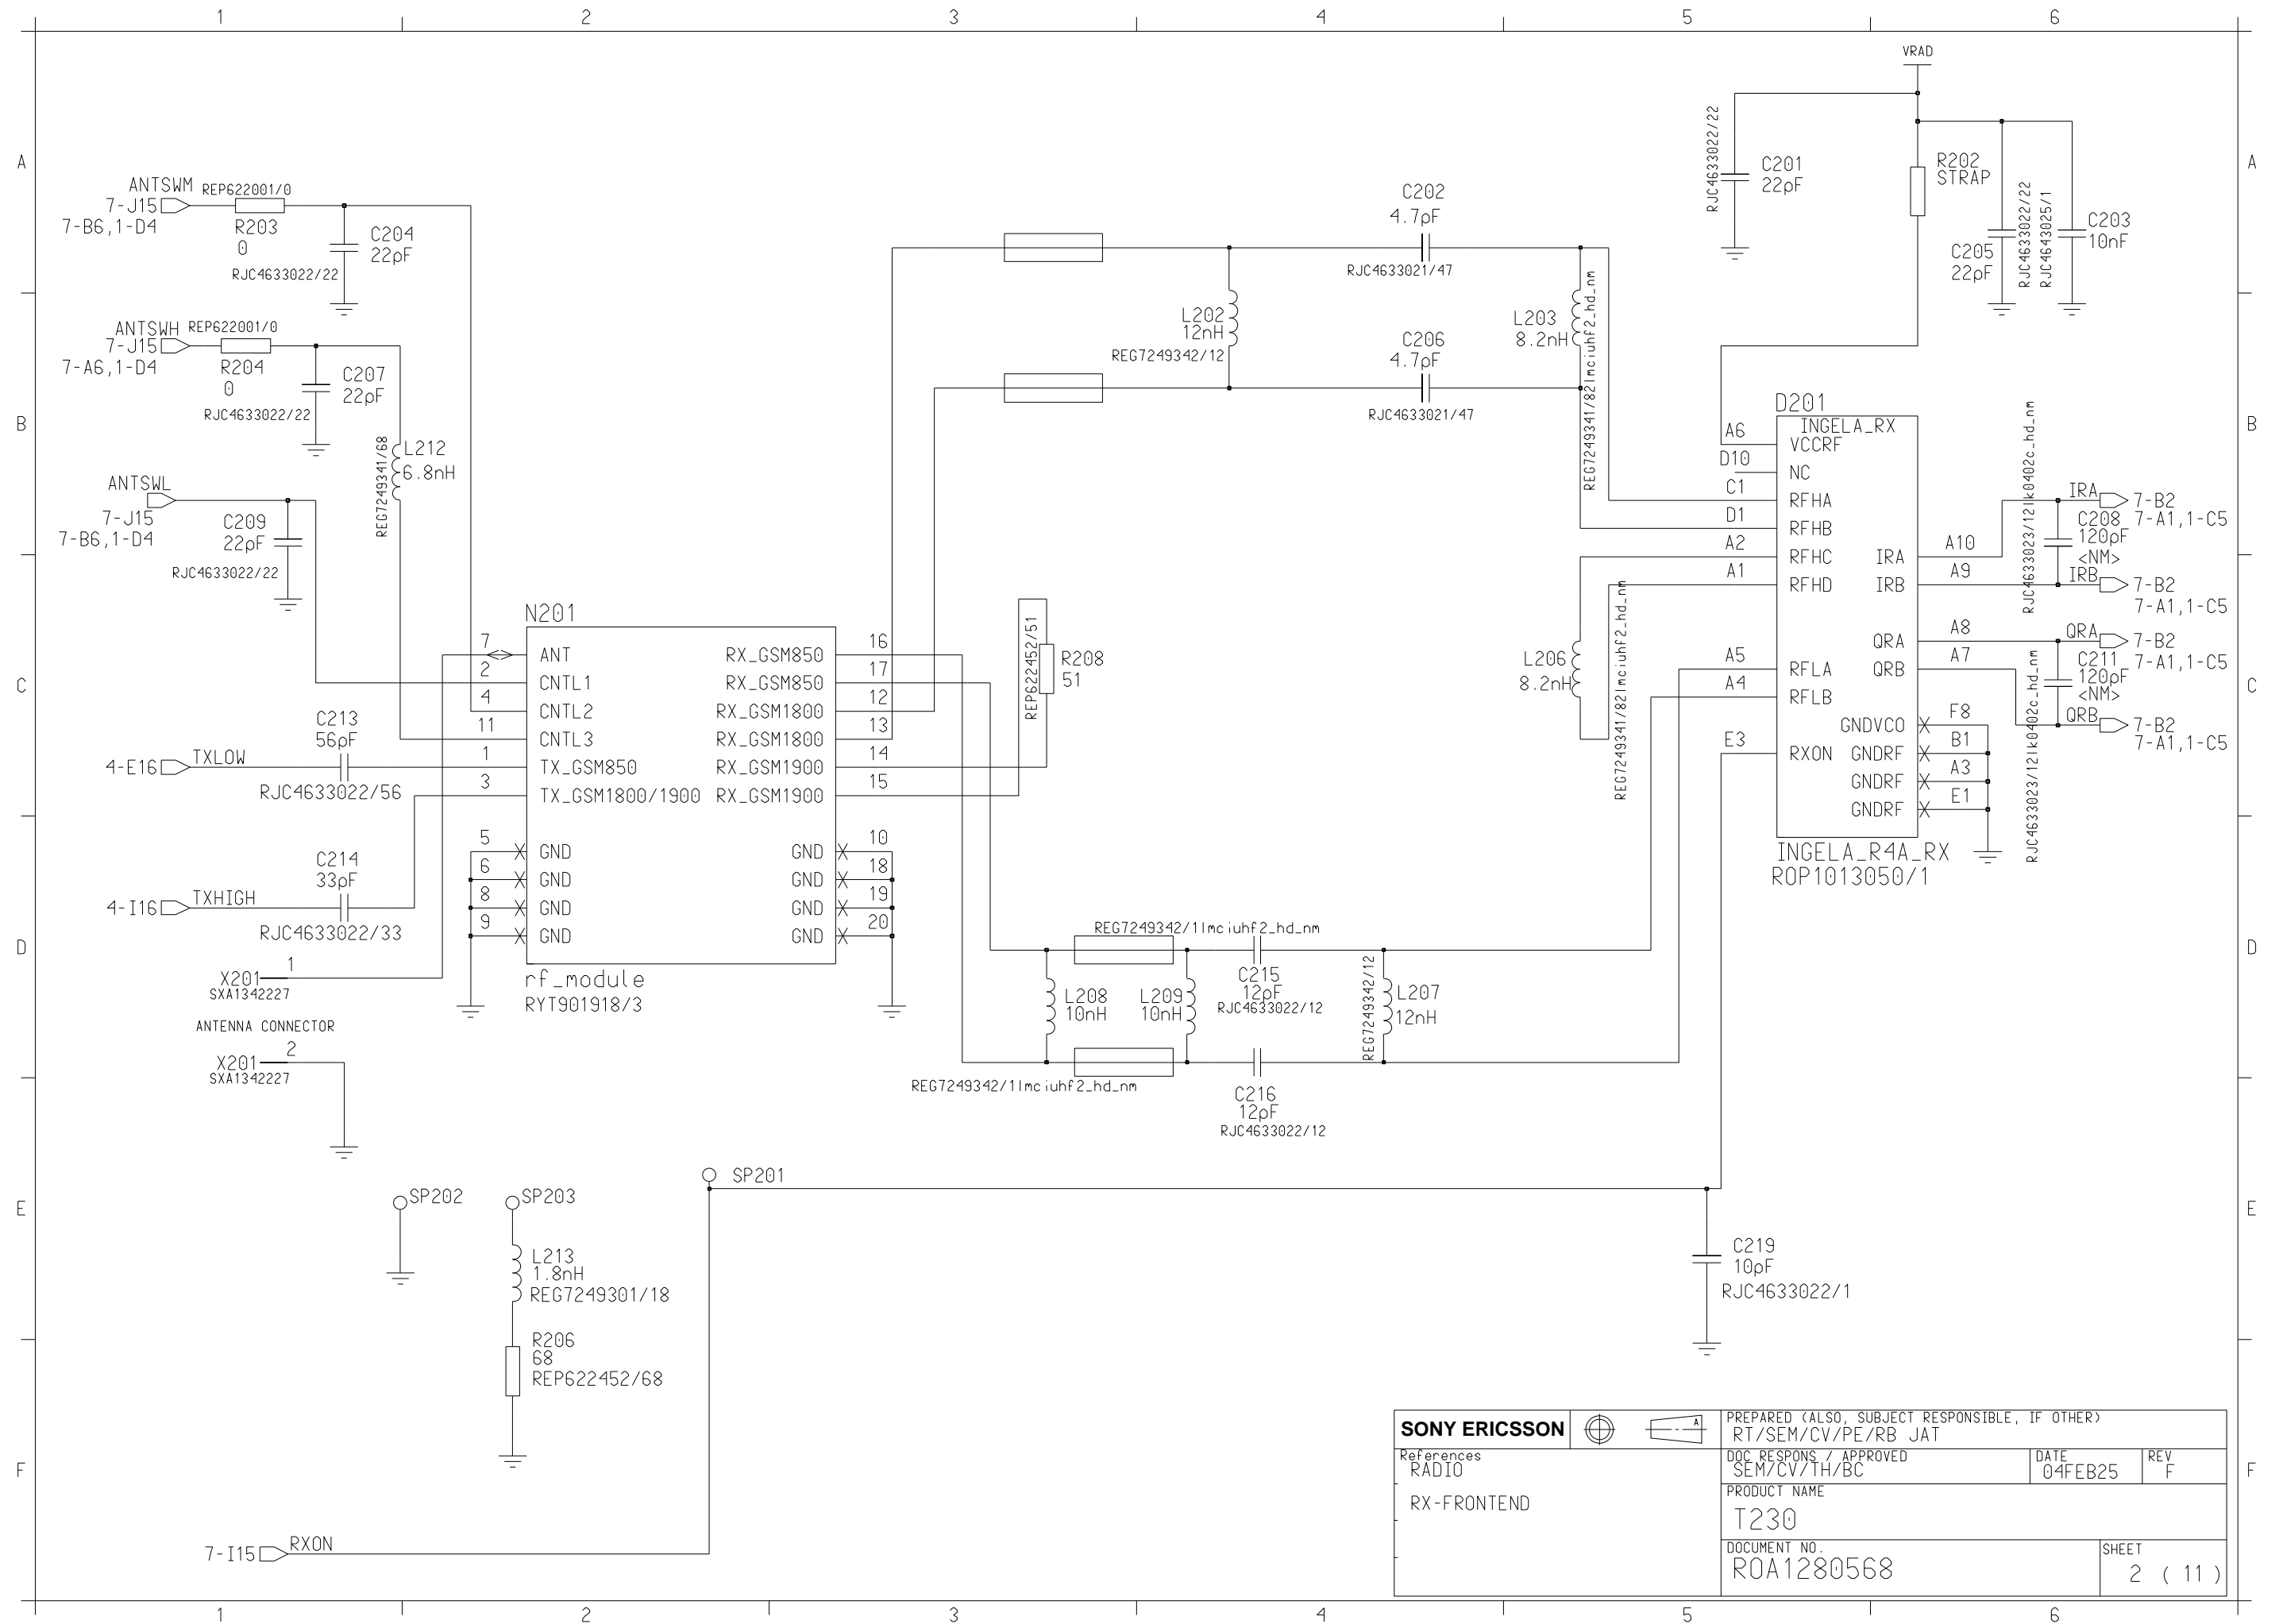 1 2 3 4 5 6
A
B
C
D
E
F
VRAD
ANTSWM REP622001/0
7-J15
7-B6,1-D4
R203
0
C204
22pF
RJC4633022/22
ANTSWH REP622001/0
7-J15
7-A6,1-D4
R204
0
C207
22pF
RJC4633022/22
L212
6.8nH
REG7249341/68
ANTSWL
7-J15
7-B6,1-D4
C209
22pF
RJC4633022/22
C202
4.7pF
RJC4633021/47
L202
12nH
REG7249342/12
C206
4.7pF
RJC4633021/47
L203
8.2nH
REG7249341/82lmciuhf2_hd_nm
RJC4633022/22
C201
22pF
R202
STRAP
C205
22pF
RJC4633022/22
RJC4643025/1
C203
10nF
D201
INGELA_RX
A6 VCCRF
D10 NC
C1 RFHA
D1 RFHB
A2 RFHC
A1 RFHD
A5 RFLA
A4 RFLB
E3 RXON
IRA A10
IRB A9
QRA A8
QRB A7
GNDVCO F8
GNDRF B1
GNDRF A3
GNDRF E1
INGELA_R4A_RX
ROP1013050/1
RJC4633023/12lk0402c_hd_nm
IRA 7-B2
7-A1,1-C5
C208
120pF
<NM>
IRB 7-B2
7-A1,1-C5
QRA 7-B2
7-A1,1-C5
C211
120pF
<NM>
QRB 7-B2
7-A1,1-C5
RJC4633023/12lk0402c_hd_nm
L206
8.2nH
REG7249341/82lmciuhf2_hd_nm
N201
7 ANT
2 CNTL1
4 CNTL2
11 CNTL3
1 TX_GSM850
3 TX_GSM1800/1900
5 GND
6 GND
8 GND
9 GND
RX_GSM850 16
RX_GSM850 17
RX_GSM1800 12
RX_GSM1800 13
RX_GSM1900 14
RX_GSM1900 15
GND 10
GND 18
GND 19
GND 20
rf_module
RYT901918/3
REP622452/51
R208
51
C213
56pF
4-E16 TXLOW
RJC4633022/56
C214
33pF
4-I16 TXHIGH
RJC4633022/33
X201 1
SXA1342227
ANTENNA CONNECTOR
X201 2
SXA1342227
REG7249342/11mciuhf2_hd_nm
L208
10nH
L209
10nH
C215
12pF
RJC4633022/12
REG7249342/12
L207
12nH
REG7249342/11mciuhf2_hd_nm
C216
12pF
RJC4633022/12
SP201
SP202
SP203
L213
1.8nH
REG7249301/18
R206
68
REP622452/68
C219
10pF
RJC4633022/1
7-I15 RXON
SONY ERICSSON
A
PREPARED (ALSO, SUBJECT RESPONSIBLE, IF OTHER)
RT/SEM/CV/PE/RB JAT
References
RADIO
RX-FRONTEND
DOC RESPONS / APPROVED
SEM/CV/TH/BC
DATE
04FEB25
REV
F
PRODUCT NAME
T230
DOCUMENT NO.
ROA1280568
SHEET
2 ( 11 )
A
B
C
D
E
F
1 2 3 4 5 6